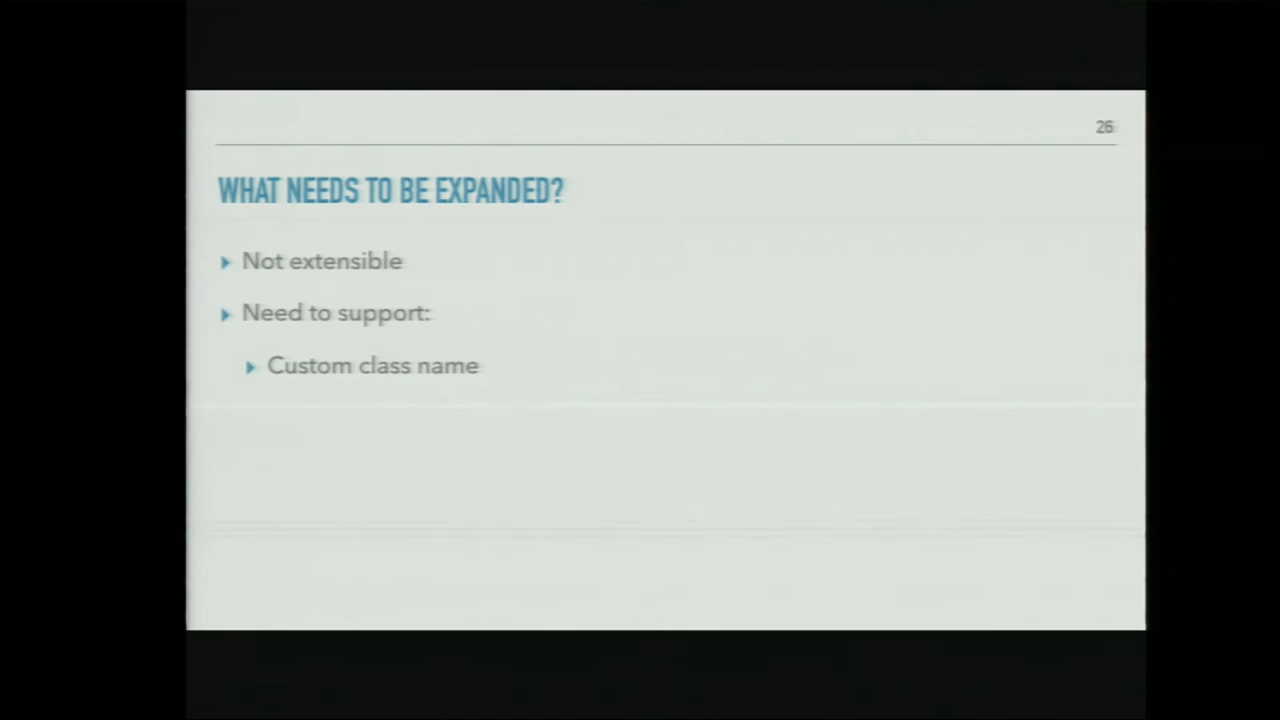 26
WHAT NEEDS TO BE EXPANDED?
Not extensible
Need to support:
Custom class name